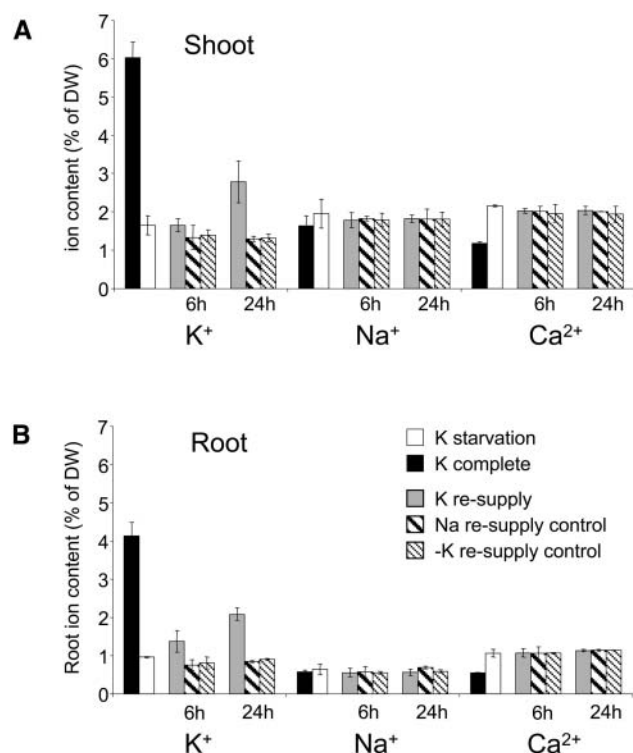 A
Shoot
ion content (% of DW)
7
6
5
4
3
2
1
0
6h 24h 6h 24h 6h 24h
K+ Na+ Ca2+
B
Root
Root ion content (% of DW)
7
6
5
4
3
2
1
0
K starvation
K complete
K re-supply
Na re-supply control
-K re-supply control
6h 24h 6h 24h 6h 24h
K+ Na+ Ca2+